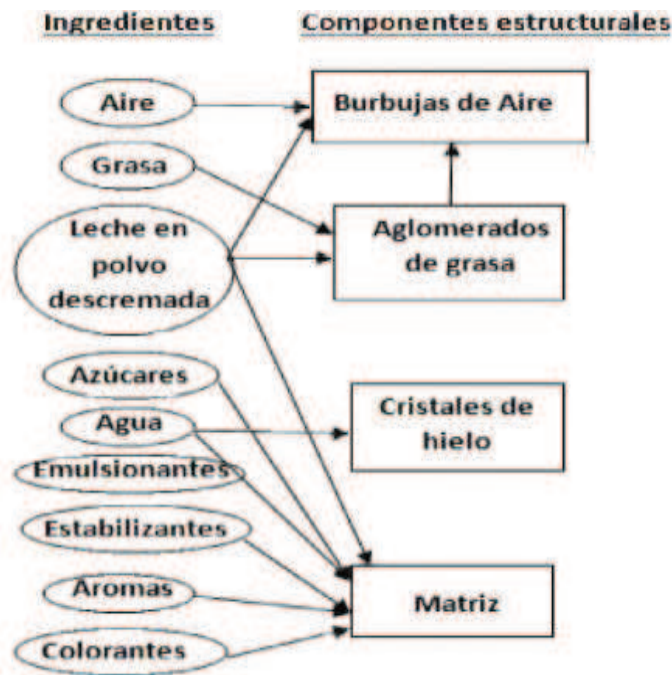 Ingredientes
Componentes estructurales
Aire
Grasa
Leche en
polvo
descremada
Azúcares
Agua
Emulsionantes
Estabilizantes
Aromas
Colorantes
Burbujas de Aire
Aglomerados
de grasa
Cristales de
hielo
Matriz